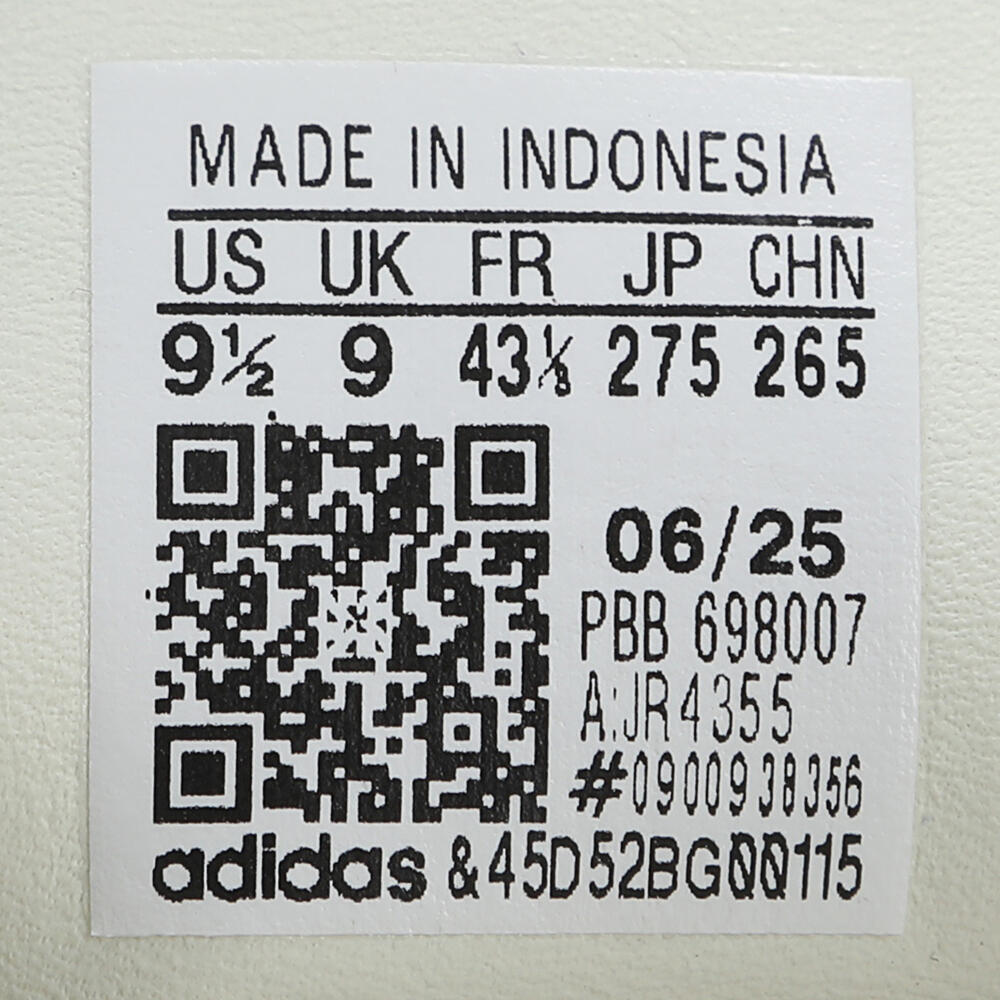 MADE IN INDONESIA
US UK FR JP CHN
9½ 9 43⅓ 275 265
06/25
PBB 698007
A:JR4355
#0900938356
adidas &45D52BG00115